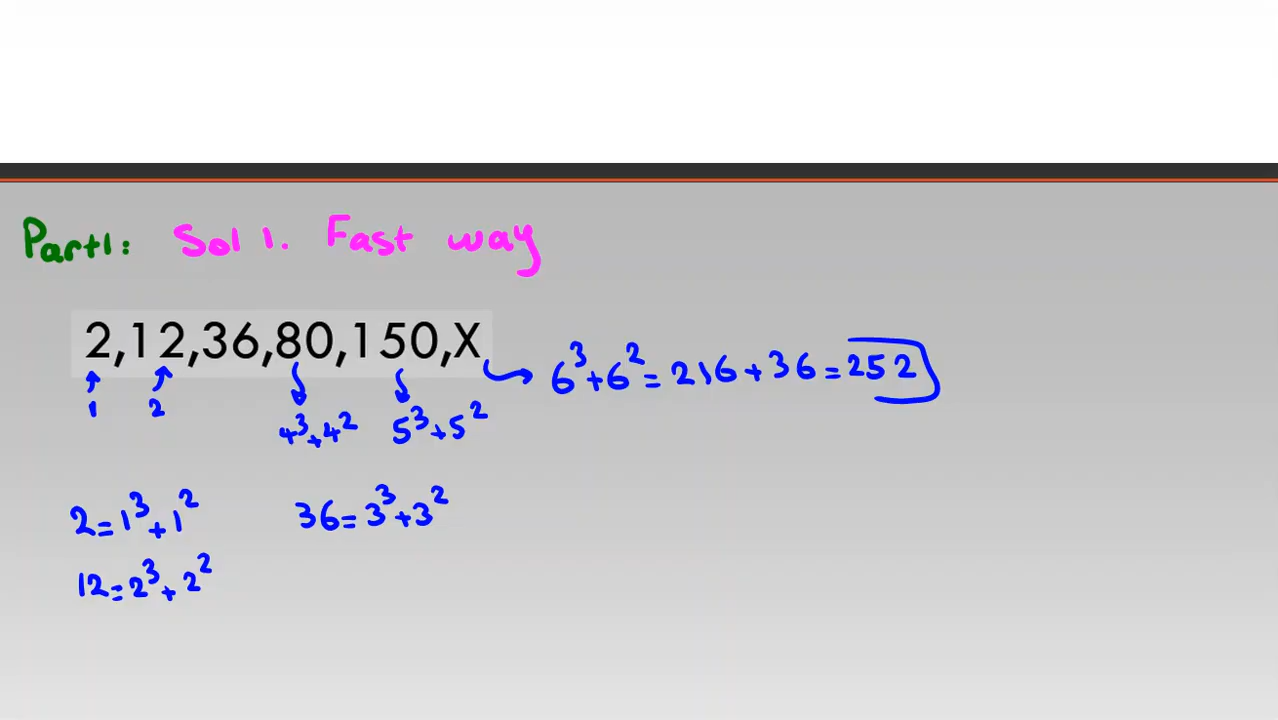 Part1: Sol 1. Fast way
2,12,36,80,150,X
6³+6²=216+36=252
1 2
4³+4² 5³+5²
2=1³+1² 36=3³+3²
12=2³+2²